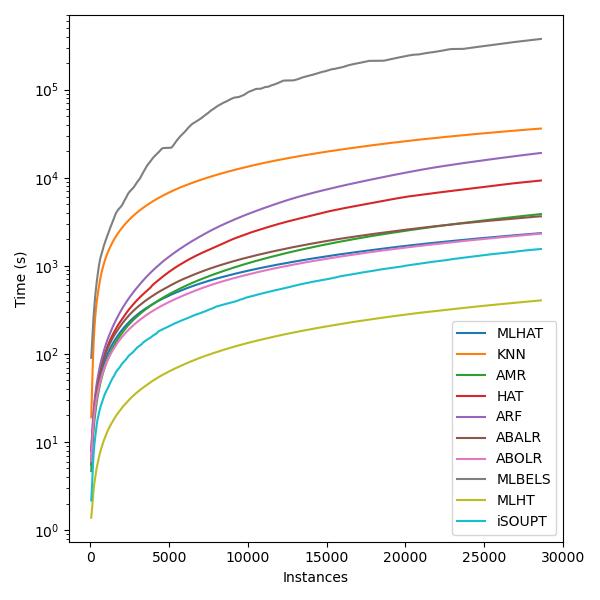 Time (s)
10^5
10^4
10^3
10^2
10^1
10^0
0 5000 10000 15000 20000 25000 30000
Instances
MLHAT
KNN
AMR
HAT
ARF
ABALR
ABOLR
MLBELS
MLHT
iSOUPT